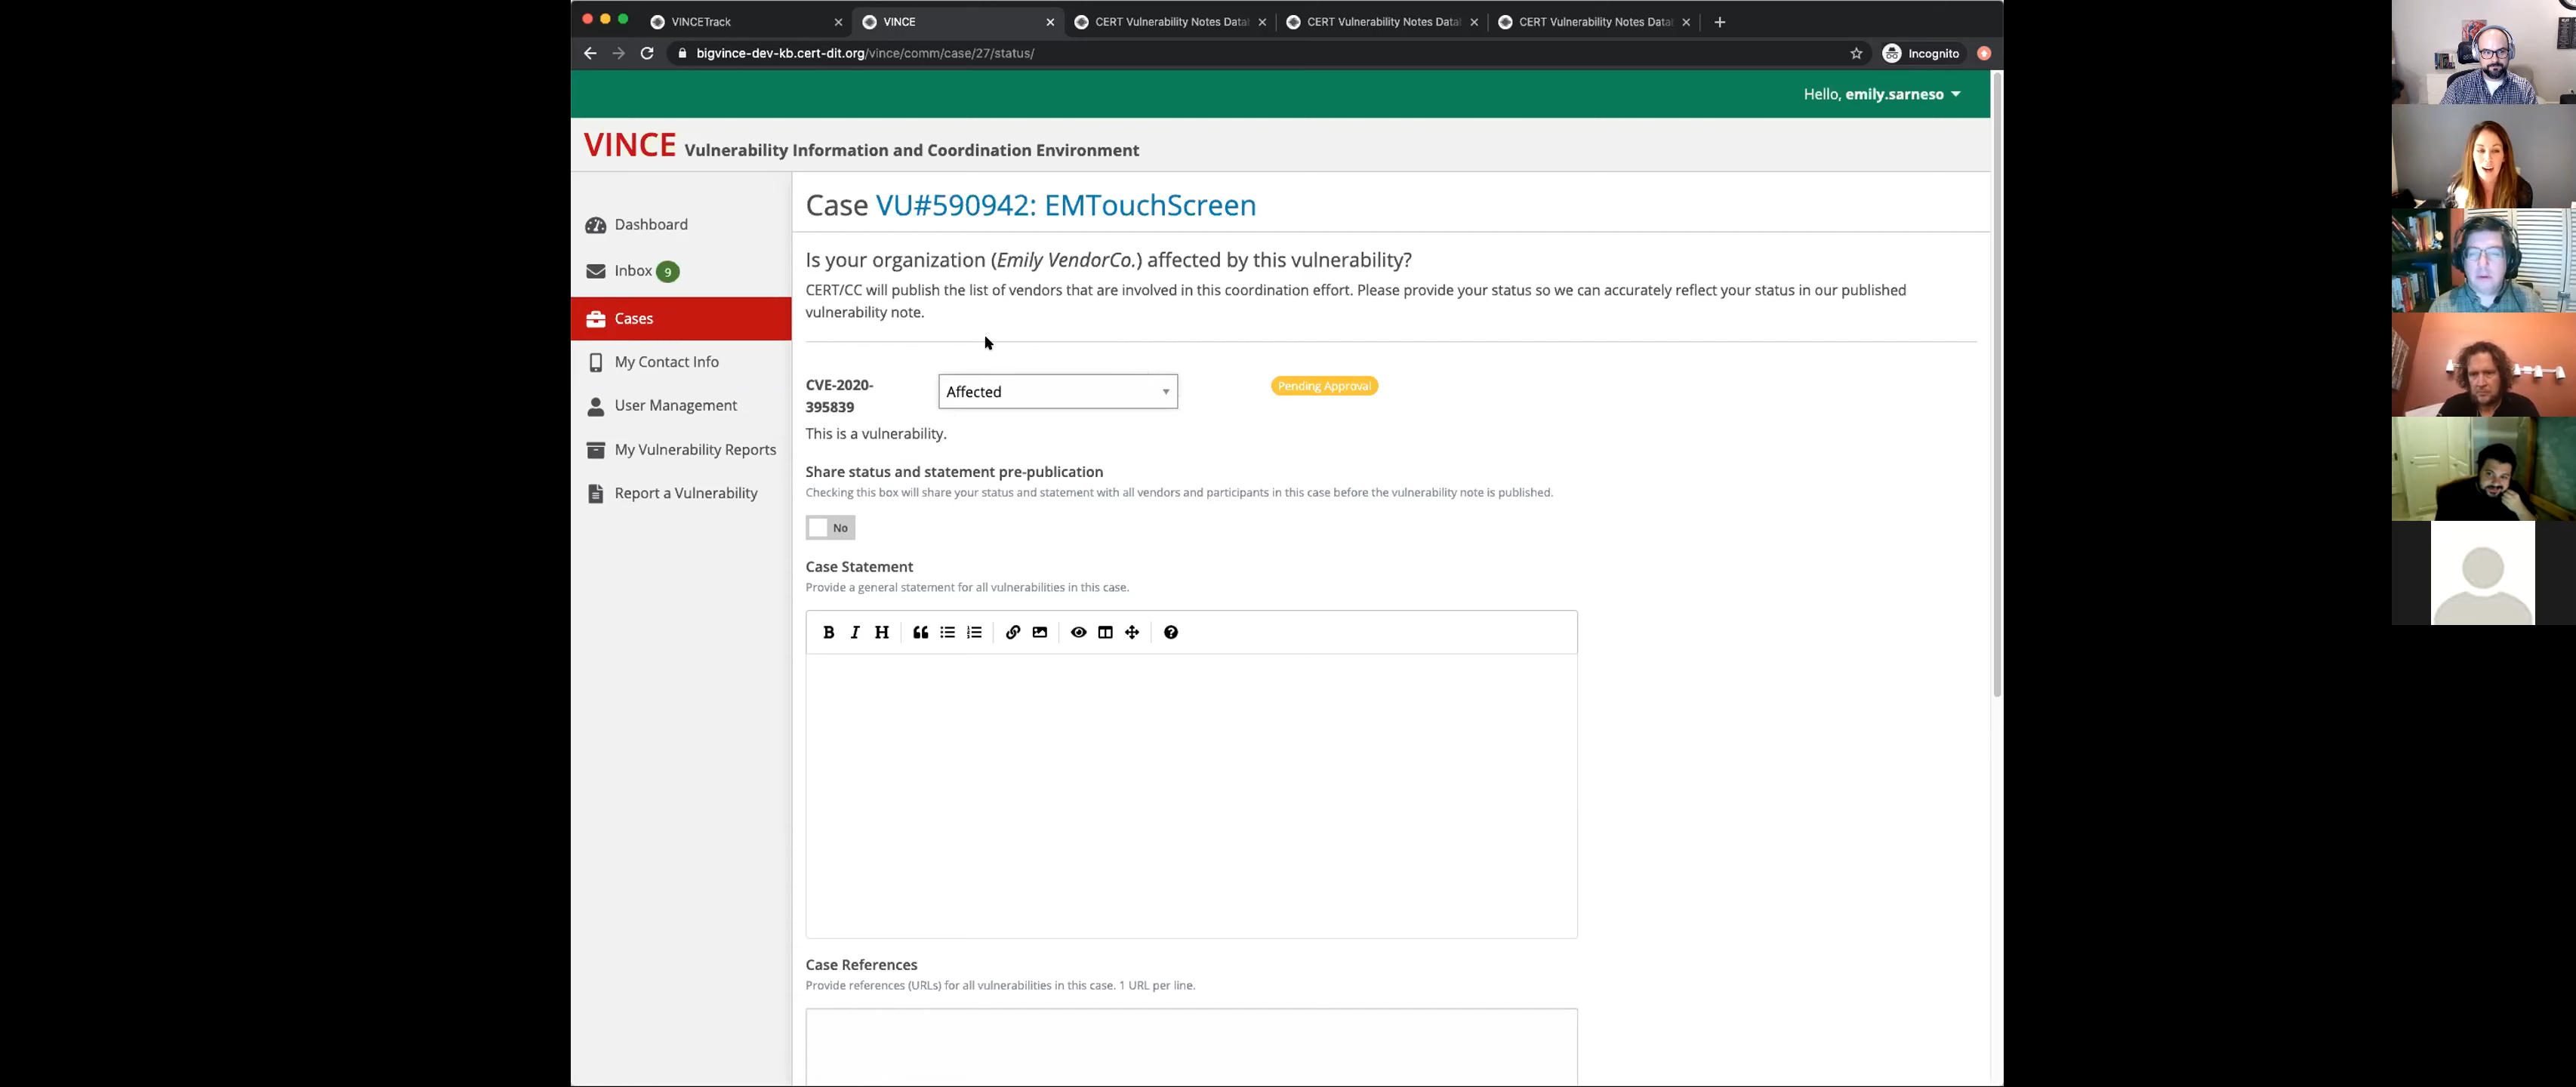 VINCETrack
VINCE
CERT Vulnerability Notes Data
CERT Vulnerability Notes Data
CERT Vulnerability Notes Data
bigvince-dev-kb.cert-dit.org/vince/comm/case/27/status/
Incognito
Hello, emily.sarneso
VINCE Vulnerability Information and Coordination Environment
Dashboard
Inbox 9
Cases
My Contact Info
User Management
My Vulnerability Reports
Report a Vulnerability
Case VU#590942: EMTouchScreen
Is your organization (Emily VendorCo.) affected by this vulnerability?
CERT/CC will publish the list of vendors that are involved in this coordination effort. Please provide your status so we can accurately reflect your status in our published
vulnerability note.
CVE-2020-
395839
Affected
Pending Approval
This is a vulnerability.
Share status and statement pre-publication
Checking this box will share your status and statement with all vendors and participants in this case before the vulnerability note is published.
No
Case Statement
Provide a general statement for all vulnerabilities in this case.
B I H
Case References
Provide references (URLs) for all vulnerabilities in this case. 1 URL per line.